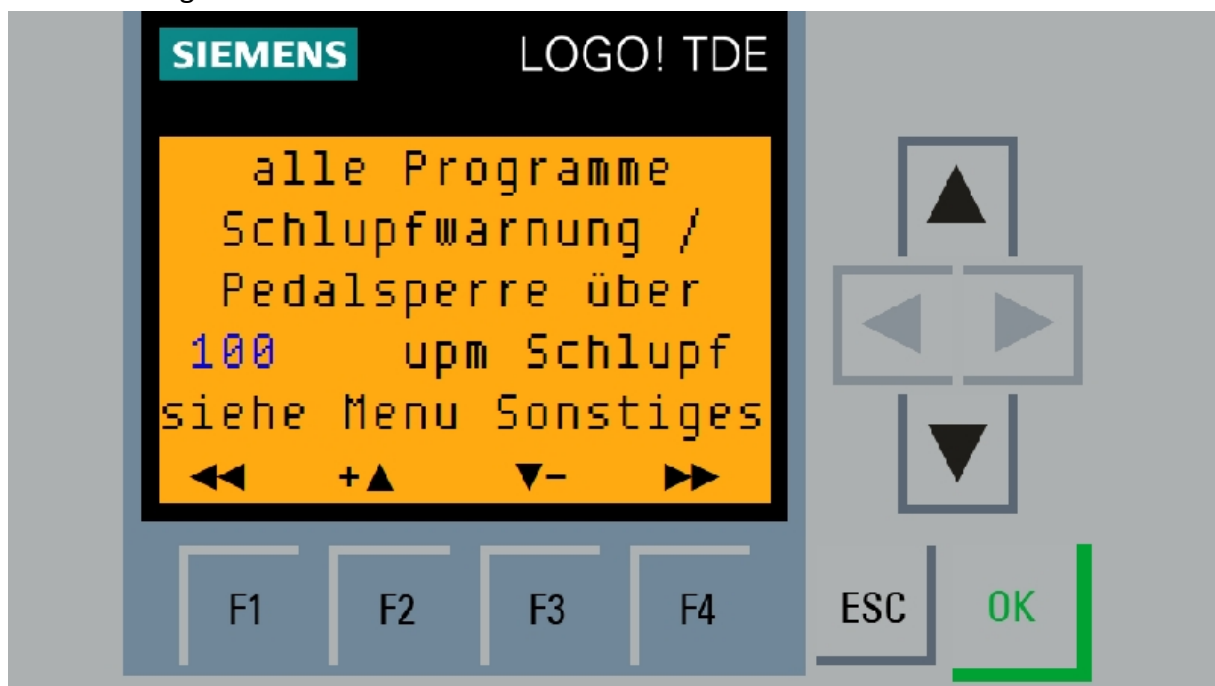 SIEMENS LOGO! TDE
alle Programme
Schlupfwarnung /
Pedalsperre über
100 upm Schlupf
siehe Menu Sonstiges
◀◀ +▲ ▼- ▶▶
F1 F2 F3 F4 ESC OK